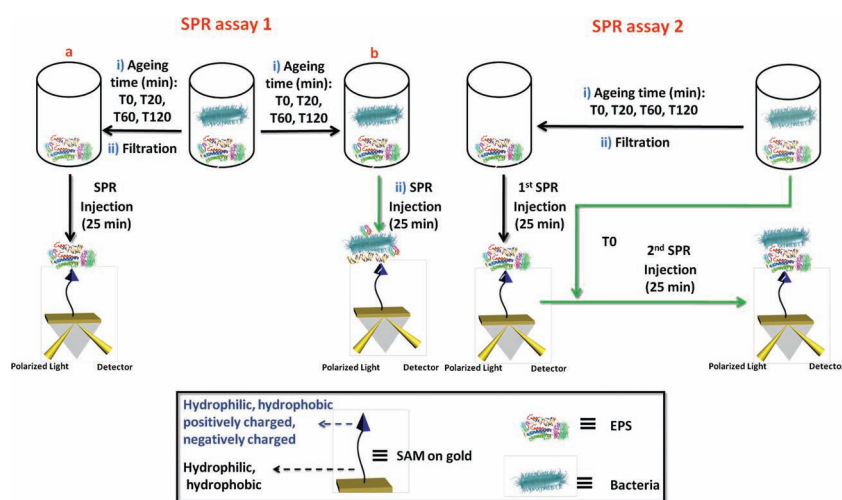 SPR assay 1
SPR assay 2
a
b
i) Ageing
time (min):
T0, T20,
T60, T120
ii) Filtration
i) Ageing
time (min):
T0, T20,
T60, T120
i) Ageing time (min):
T0, T20, T60, T120
ii) Filtration
SPR
Injection
(25 min)
ii) SPR
Injection
(25 min)
1st SPR
Injection
(25 min)
T0
2nd SPR
Injection
(25 min)
Polarized Light
Detector
Polarized Light
Detector
Polarized Light
Detector
Polarized Light
Detector
Hydrophilic, hydrophobic
positively charged,
negatively charged
Hydrophilic,
hydrophobic
≡ SAM on gold
≡ EPS
≡ Bacteria